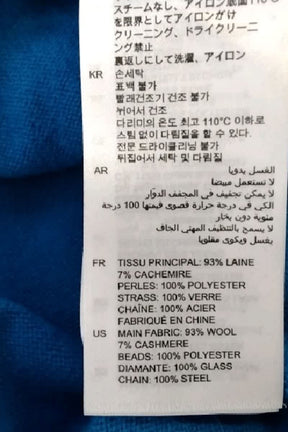 スチームなし、アイロン底面110℃
を限界としてアイロンがけ
クリーニング、ドライクリーニ
ング禁止
裏返しにして洗濯、アイロン
KR 손세탁
표백 불가
빨래건조기 건조 불가
뉘어서 건조
다리미의 온도 최고 110°C 이하로
스팀 없이 다림질을 할 수 있다.
전문 드라이클리닝 불가
뒤집어서 세탁 및 다림질
AR الغسل يدويا
لا تستعمل مبيضا
لا يمكن تجفيف في المجفف الدوار
الكي في درجة حرارة قصوى قيمتها 100 درجة
مئوية دون بخار
لا يسمح بالتنظيف المهني الجاف
يغسل ويكوى مقلوبا
FR TISSU PRINCIPAL: 93% LAINE
7% CACHEMIRE
PERLES: 100% POLYESTER
STRASS: 100% VERRE
CHAÎNE: 100% ACIER
FABRIQUÉ EN CHINE
US MAIN FABRIC: 93% WOOL
7% CASHMERE
BEADS: 100% POLYESTER
DIAMANTE: 100% GLASS
CHAIN: 100% STEEL